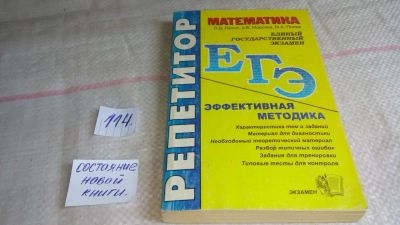 114.
СОСТОЯНИЕ
НОВОЙ
КНИГИ.
РЕПЕТИТОР
МАТЕМАТИКА
ЕДИНЫЙ
ГОСУДАРСТВЕННЫЙ
ЭКЗАМЕН
ЕГЭ
ЭФФЕКТИВНАЯ
МЕТОДИКА
Характеристика тем и заданий
Материал для диагностики
Необходимый теоретический материал
Разбор типичных ошибок
Задания для тренировки
Типовые тесты для контроля
ЭКЗАМЕН